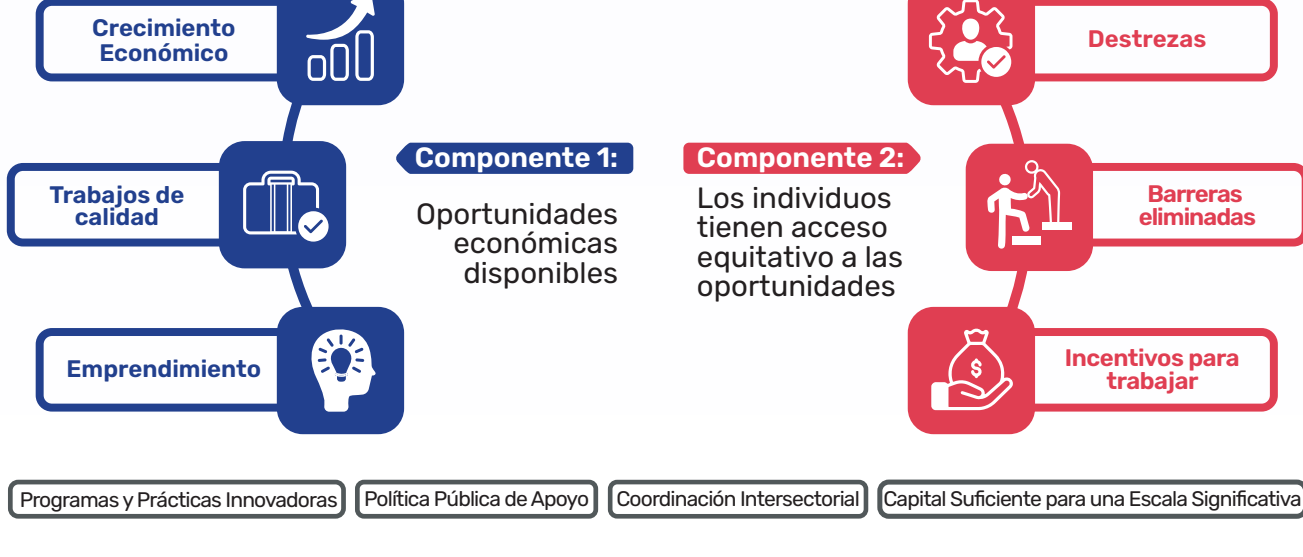 Crecimiento
Económico
Trabajos de
calidad
Emprendimiento
Componente 1:
Oportunidades
económicas
disponibles
Componente 2:
Los individuos
tienen acceso
equitativo a las
oportunidades
Destrezas
Barreras
eliminadas
Incentivos para
trabajar
$
Programas y Prácticas Innovadoras
Política Pública de Apoyo
Coordinación Intersectorial
Capital Suficiente para una Escala Significativa